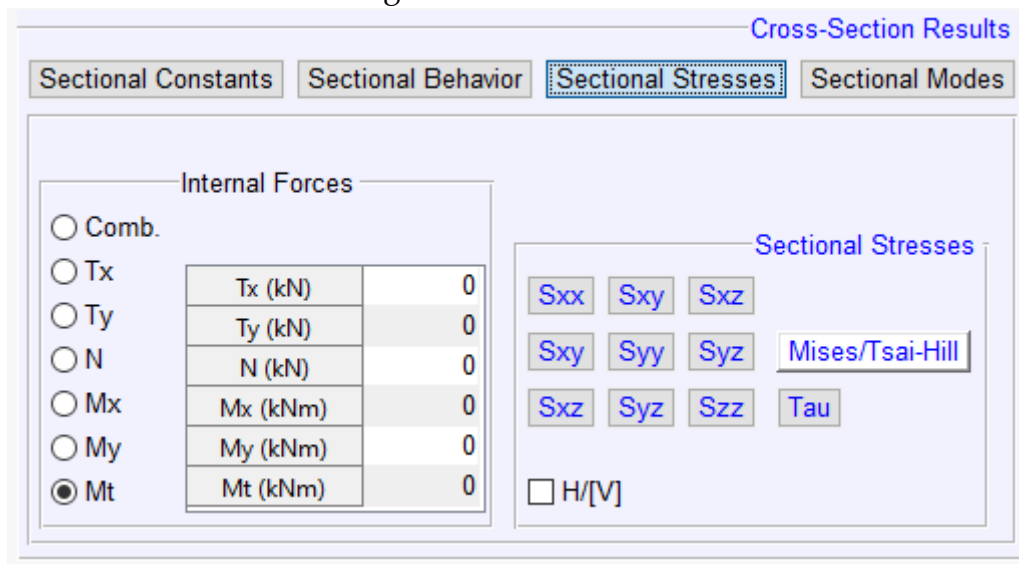 Cross-Section Results
Sectional Constants Sectional Behavior Sectional Stresses Sectional Modes
Internal Forces
Comb.
Tx
Ty
N
Mx
My
Mt
Tx (kN) 0
Ty (kN) 0
N (kN) 0
Mx (kNm) 0
My (kNm) 0
Mt (kNm) 0
Sectional Stresses
Sxx Sxy Sxz
Sxy Syy Syz Mises/Tsai-Hill
Sxz Syz Szz Tau
H/[V]